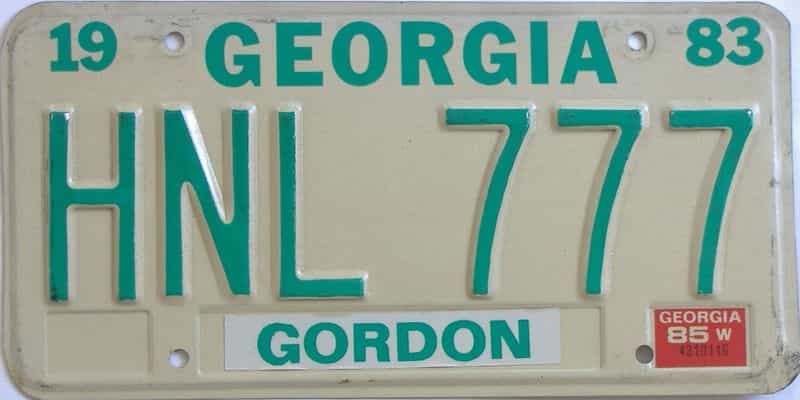 19 GEORGIA 83
HNL 777
GORDON
GEORGIA
85 W